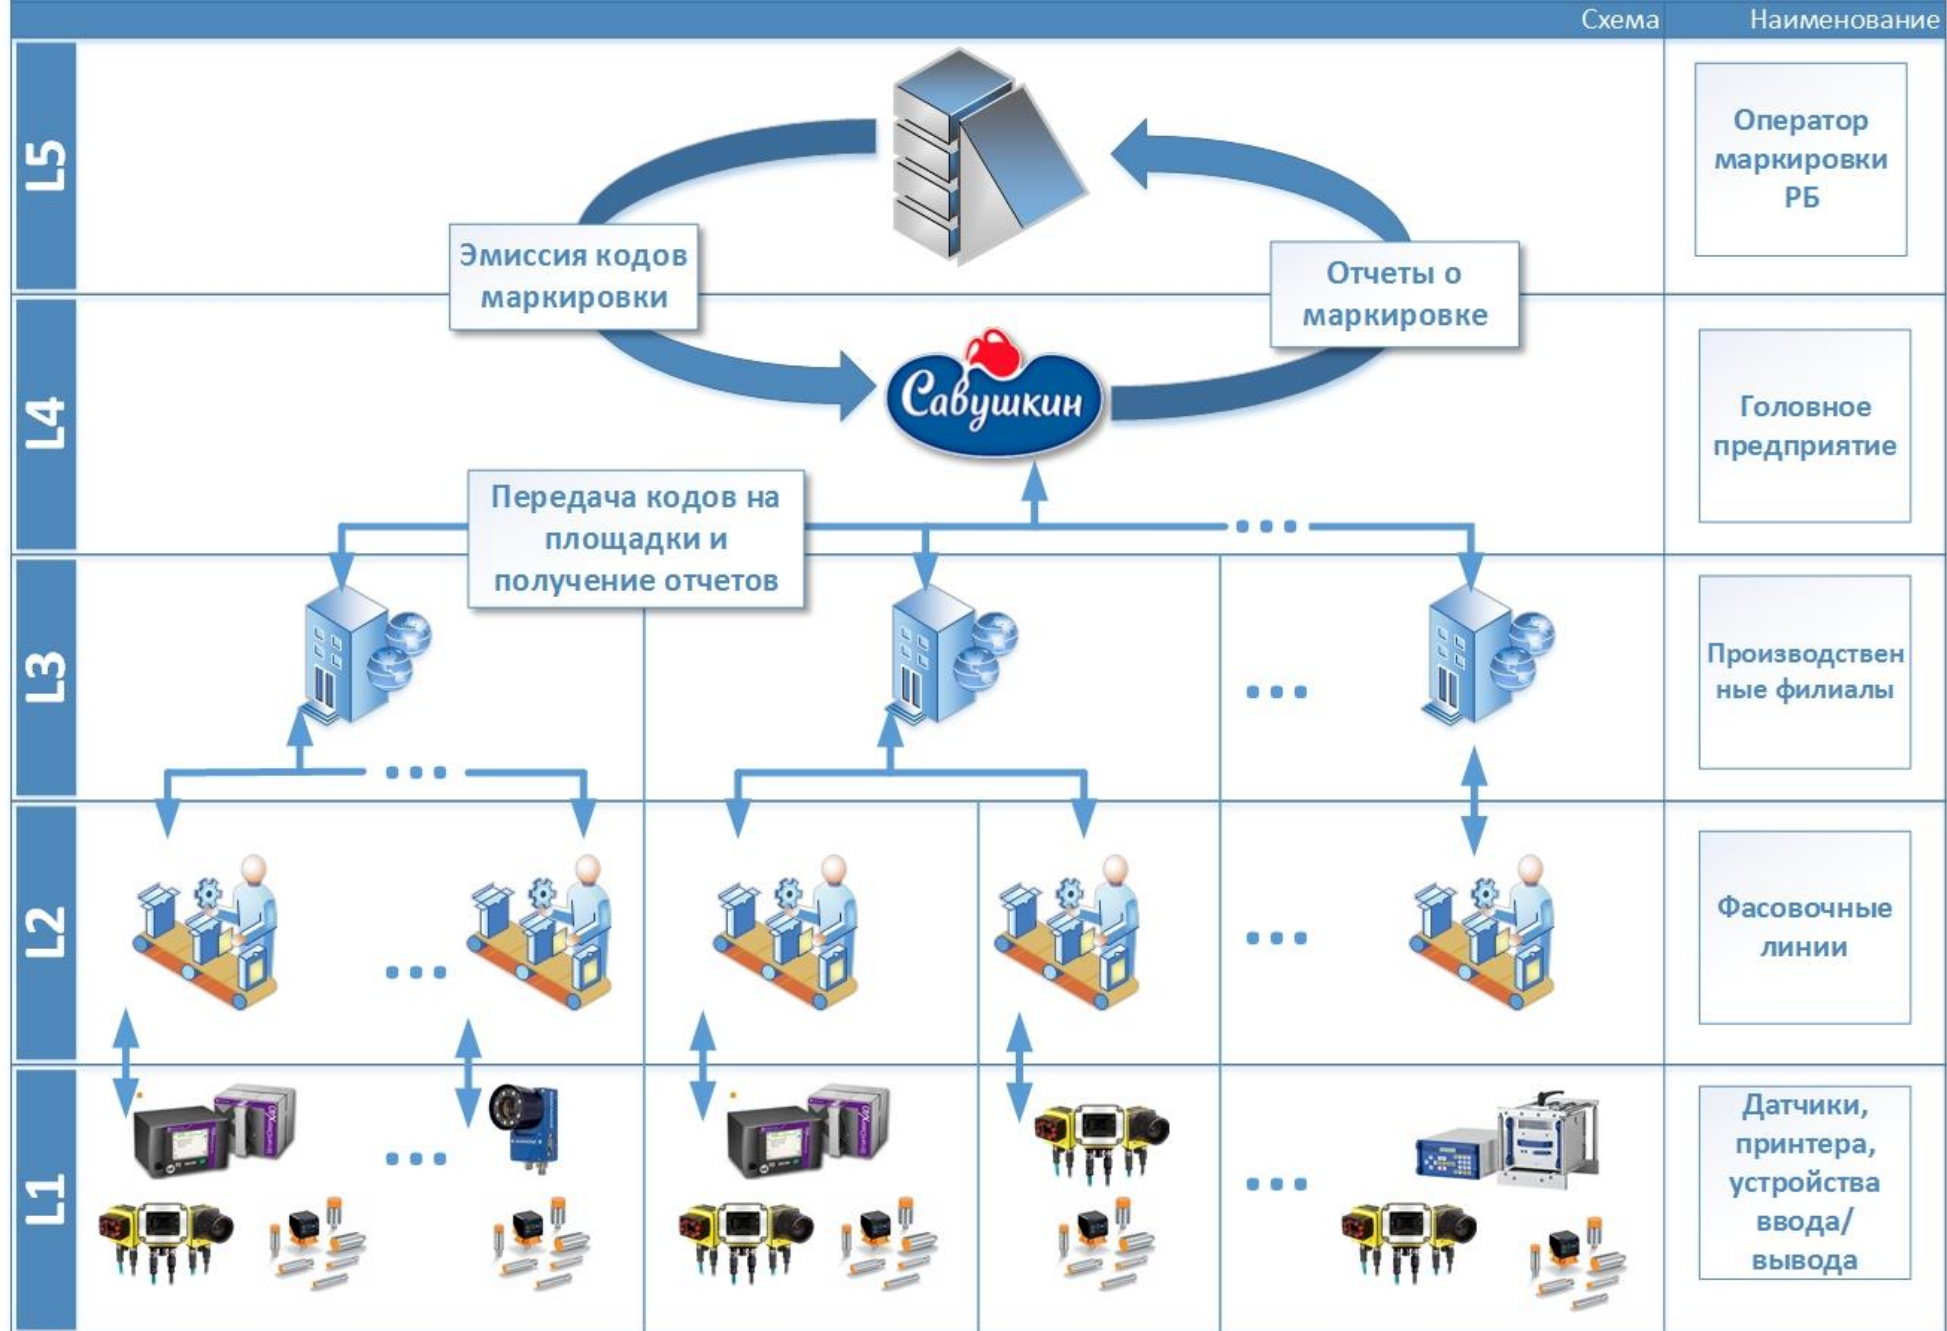 Схема
Наименование
L5
Оператор
маркировки
РБ
Эмиссия кодов
маркировки
Отчеты о
маркировке
L4
Савушкин
Головное
предприятие
Передача кодов на
площадки и
получение отчетов
L3
Производствен
ные филиалы
L2
Фасовочные
линии
L1
Датчики,
принтера,
устройства
ввода/
вывода